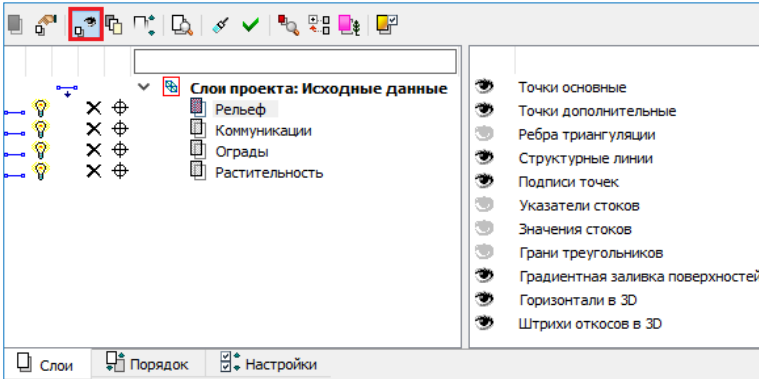 Слои проекта: Исходные данные
Рельеф
Коммуникации
Ограды
Растительность
Точки основные
Точки дополнительные
Ребра триангуляции
Структурные линии
Подписи точек
Указатели стоков
Значения стоков
Грани треугольников
Градиентная заливка поверхностей
Горизонтали в 3D
Штрихи откосов в 3D
Слои
Порядок
Настройки